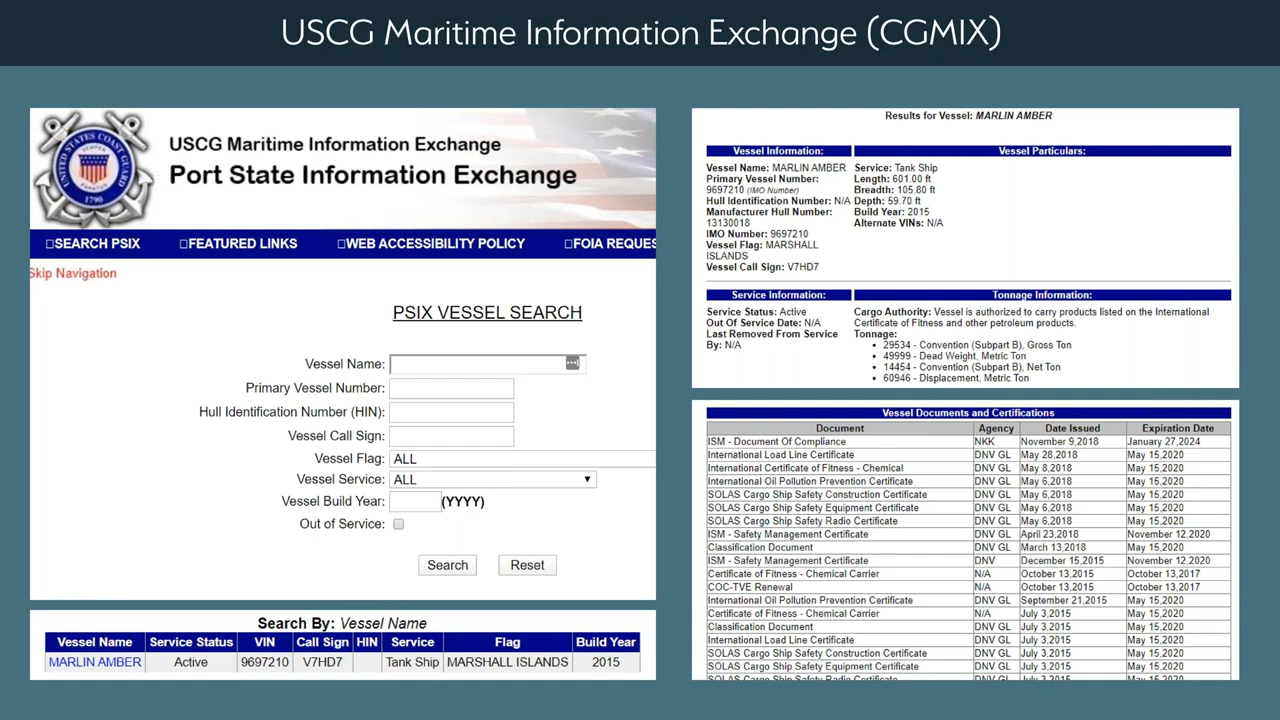 USCG Maritime Information Exchange (CGMIX)
UNITED STATES COAST GUARD
1790
USCG Maritime Information Exchange
Port State Information Exchange
SEARCH PSIX FEATURED LINKS WEB ACCESSIBILITY POLICY FOIA REQUES
Skip Navigation
PSIX VESSEL SEARCH
Vessel Name:
Primary Vessel Number:
Hull Identification Number (HIN):
Vessel Call Sign:
Vessel Flag: ALL
Vessel Service: ALL
Vessel Build Year: (YYYY)
Out of Service:
Search Reset
Search By: Vessel Name
Vessel Name Service Status VIN Call Sign HIN Service Flag Build Year
MARLIN AMBER Active 9697210 V7HD7 Tank Ship MARSHALL ISLANDS 2015
Results for Vessel: MARLIN AMBER
Vessel Information:
Vessel Name: MARLIN AMBER
Primary Vessel Number:
9697210 (IMO Number)
Hull Identification Number: N/A
Manufacturer Hull Number:
13130018
IMO Number: 9697210
Vessel Flag: MARSHALL
ISLANDS
Vessel Call Sign: V7HD7
Vessel Particulars:
Service: Tank Ship
Length: 601.00 ft
Breadth: 105.80 ft
Depth: 59.70 ft
Build Year: 2015
Alternate VINs: N/A
Service Information:
Service Status: Active
Out Of Service Date: N/A
Last Removed From Service
By: N/A
Tonnage Information:
Cargo Authority: Vessel is authorized to carry products listed on the International
Certificate of Fitness and other petroleum products.
Tonnage:
• 29534 - Convention (Subpart B), Gross Ton
• 49999 - Dead Weight, Metric Ton
• 14454 - Convention (Subpart B), Net Ton
• 60946 - Displacement, Metric Ton
Vessel Documents and Certifications
Document Agency Date Issued Expiration Date
ISM - Document Of Compliance NKK November 9,2018 January 27,2024
International Load Line Certificate DNV GL May 28,2018 May 15,2020
International Certificate of Fitness - Chemical DNV GL May 8,2018 May 15,2020
International Oil Pollution Prevention Certificate DNV GL May 6,2018 May 15,2020
SOLAS Cargo Ship Safety Construction Certificate DNV GL May 6,2018 May 15,2020
SOLAS Cargo Ship Safety Equipment Certificate DNV GL May 6,2018 May 15,2020
SOLAS Cargo Ship Safety Radio Certificate DNV GL May 6,2018 May 15,2020
ISM - Safety Management Certificate DNV GL April 23,2018 November 12,2020
Classification Document DNV GL March 13,2018 May 15,2020
ISM - Safety Management Certificate DNV December 15,2015 November 12,2020
Certificate of Fitness - Chemical Carrier N/A October 13,2015 October 13,2017
COC-TVE Renewal N/A October 13,2015 October 13,2017
International Oil Pollution Prevention Certificate DNV GL September 21,2015 May 15,2020
Certificate of Fitness - Chemical Carrier N/A July 3,2015 May 15,2020
Classification Document DNV GL July 3,2015 May 15,2020
International Load Line Certificate DNV GL July 3,2015 May 15,2020
SOLAS Cargo Ship Safety Construction Certificate DNV GL July 3,2015 May 15,2020
SOLAS Cargo Ship Safety Equipment Certificate DNV GL July 3,2015 May 15,2020
SOLAS Cargo Ship Safety Radio Certificate DNV GL July 3,2015 May 15,2020